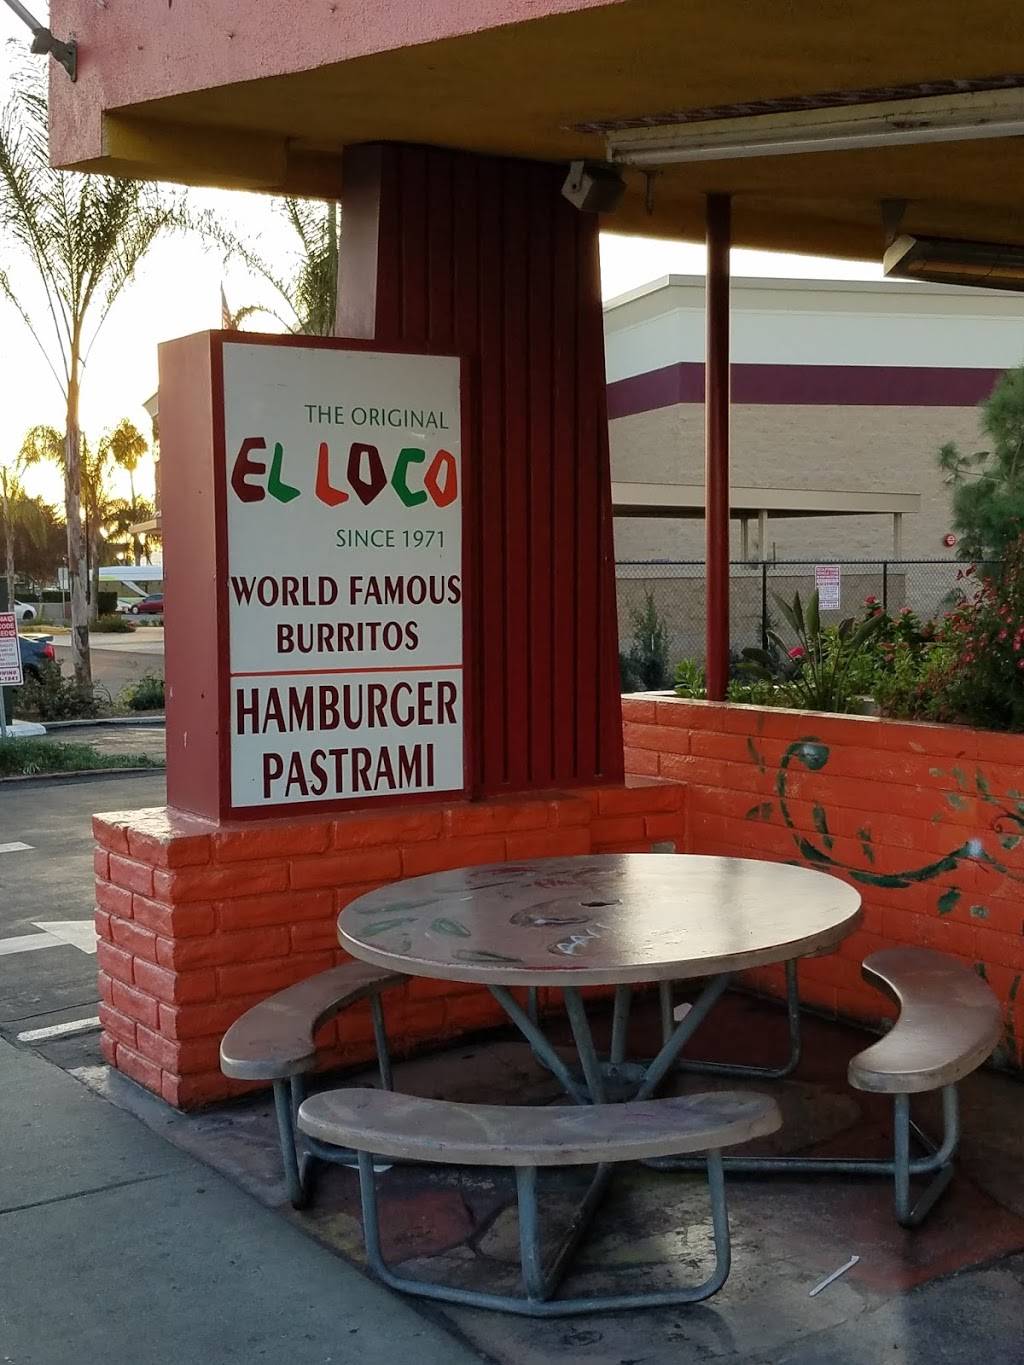 THE ORIGINAL
EL LOCO
SINCE 1971
WORLD FAMOUS
BURRITOS
HAMBURGER
PASTRAMI